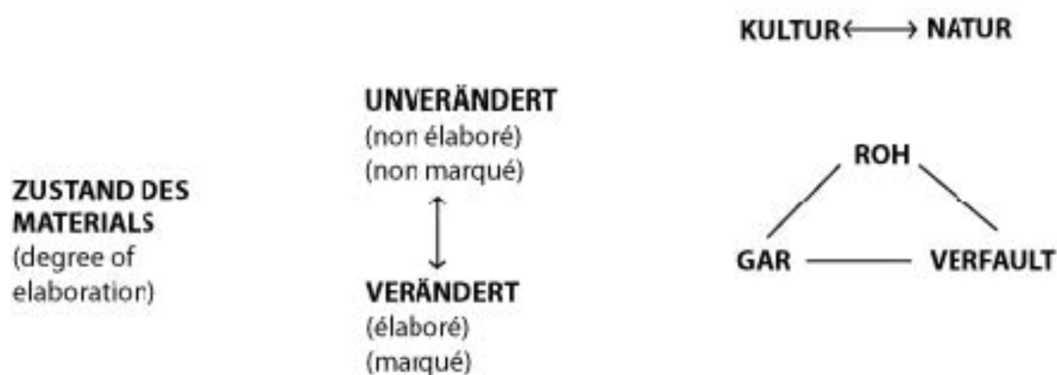 KULTUR ↔ NATUR
UNVERÄNDERT
(non élaboré)
(non marqué)
ROH
ZUSTAND DES
MATERIALS
(degree of
elaboration)
GAR
VERFAULT
VERÄNDERT
(élaboré)
(marqué)